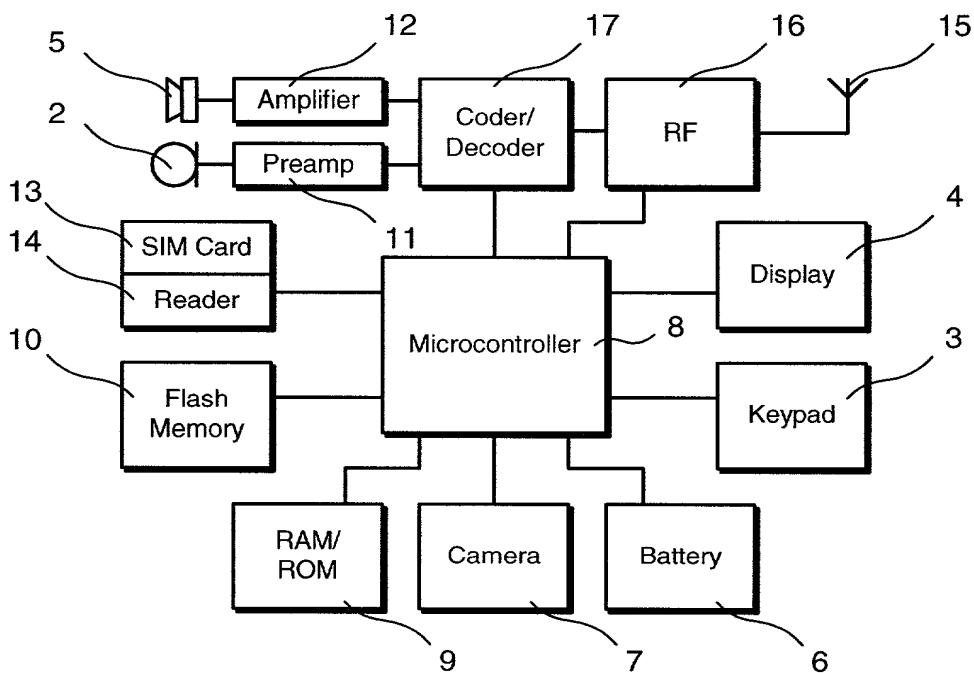 5
12
17
16
15
Amplifier
Coder/
Decoder
RF
2
Preamp
13
11
4
SIM Card
14
Reader
Display
Microcontroller
8
10
3
Flash
Memory
Keypad
RAM/
ROM
Camera
Battery
9
7
6